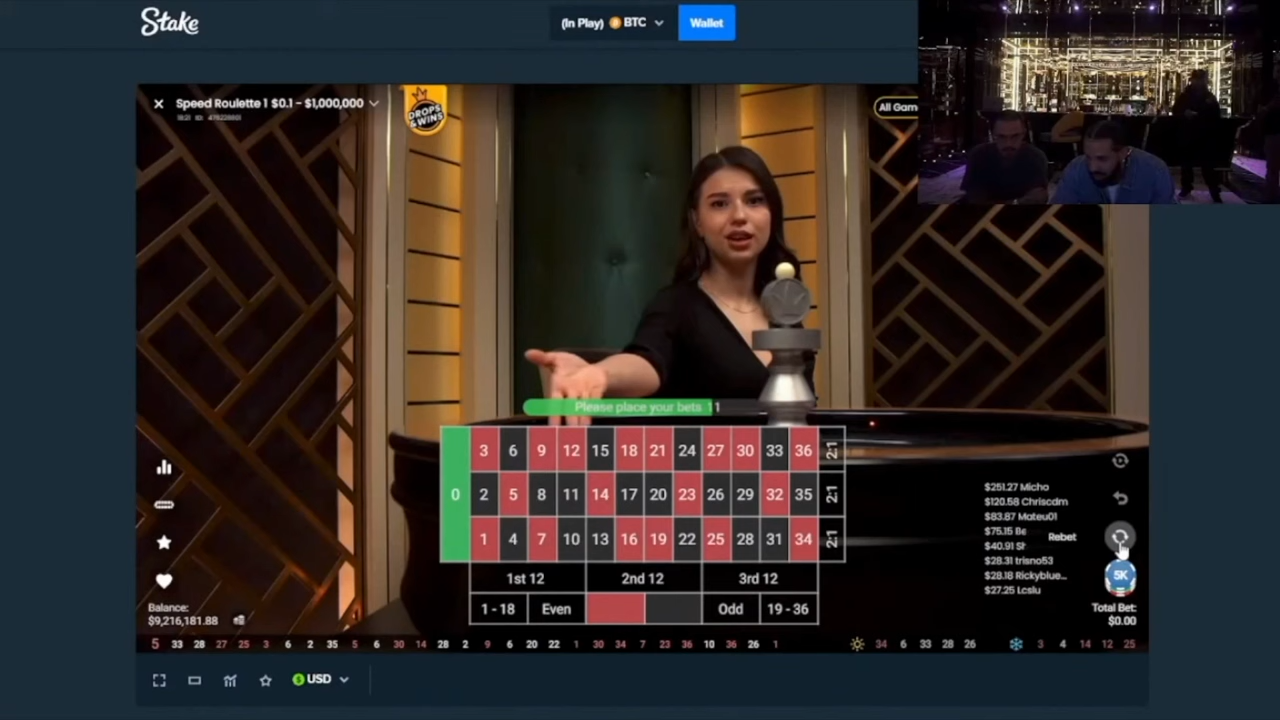 Stake
(In Play) BTC
Wallet
Speed Roulette 1 $0.1 - $1,000,000
DROPS & WINS
All Gam
Please place your bets 11
0
3 6 9 12 15 18 21 24 27 30 33 36 2:1
2 5 8 11 14 17 20 23 26 29 32 35 2:1
1 4 7 10 13 16 19 22 25 28 31 34 2:1
1st 12 2nd 12 3rd 12
1 - 18 Even Odd 19 - 36
$251.27 Micho
$120.58 Chriscdm
$83.87 Mateu01
$75.15 Be
Rebet
$40.91
$28.31 trisno53
$28.18 Rickyblue...
$27.25 Lcslu
5K
Total Bet:
$0.00
Balance:
$9,216,181.88
5 33 28 27 25 3 6 2 35 5 6 30 14 28 2 9 6 20 22 1 30 34 7 23 36 10 36 26 1 34 6 33 28 26 3 4 14 12 25
USD